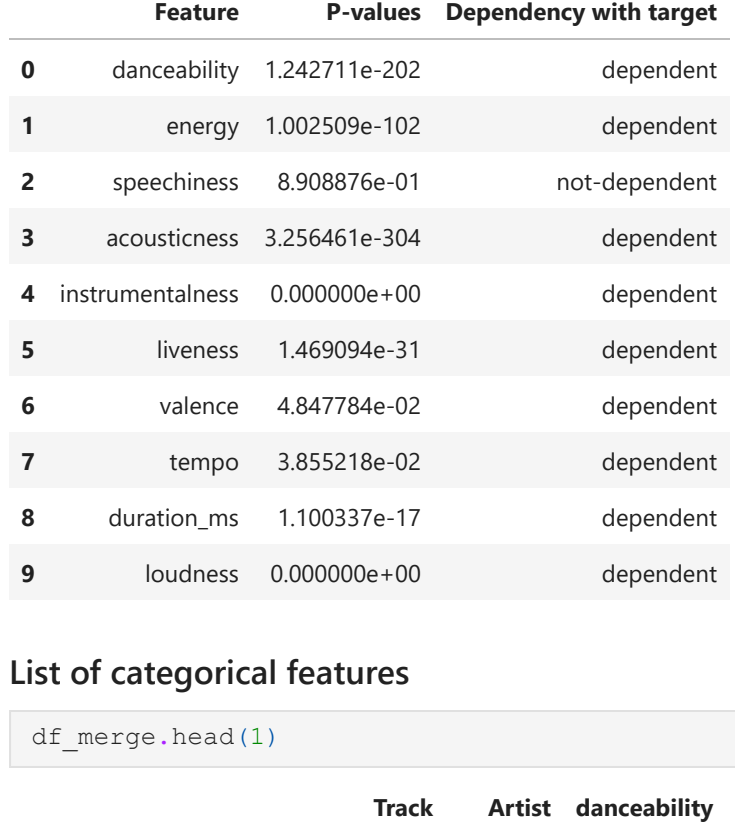 Feature P-values Dependency with target
0 danceability 1.242711e-202 dependent
1 energy 1.002509e-102 dependent
2 speechiness 8.908876e-01 not-dependent
3 acousticness 3.256461e-304 dependent
4 instrumentalness 0.000000e+00 dependent
5 liveness 1.469094e-31 dependent
6 valence 4.847784e-02 dependent
7 tempo 3.855218e-02 dependent
8 duration_ms 1.100337e-17 dependent
9 loudness 0.000000e+00 dependent
List of categorical features
df_merge.head(1)
Track Artist danceability